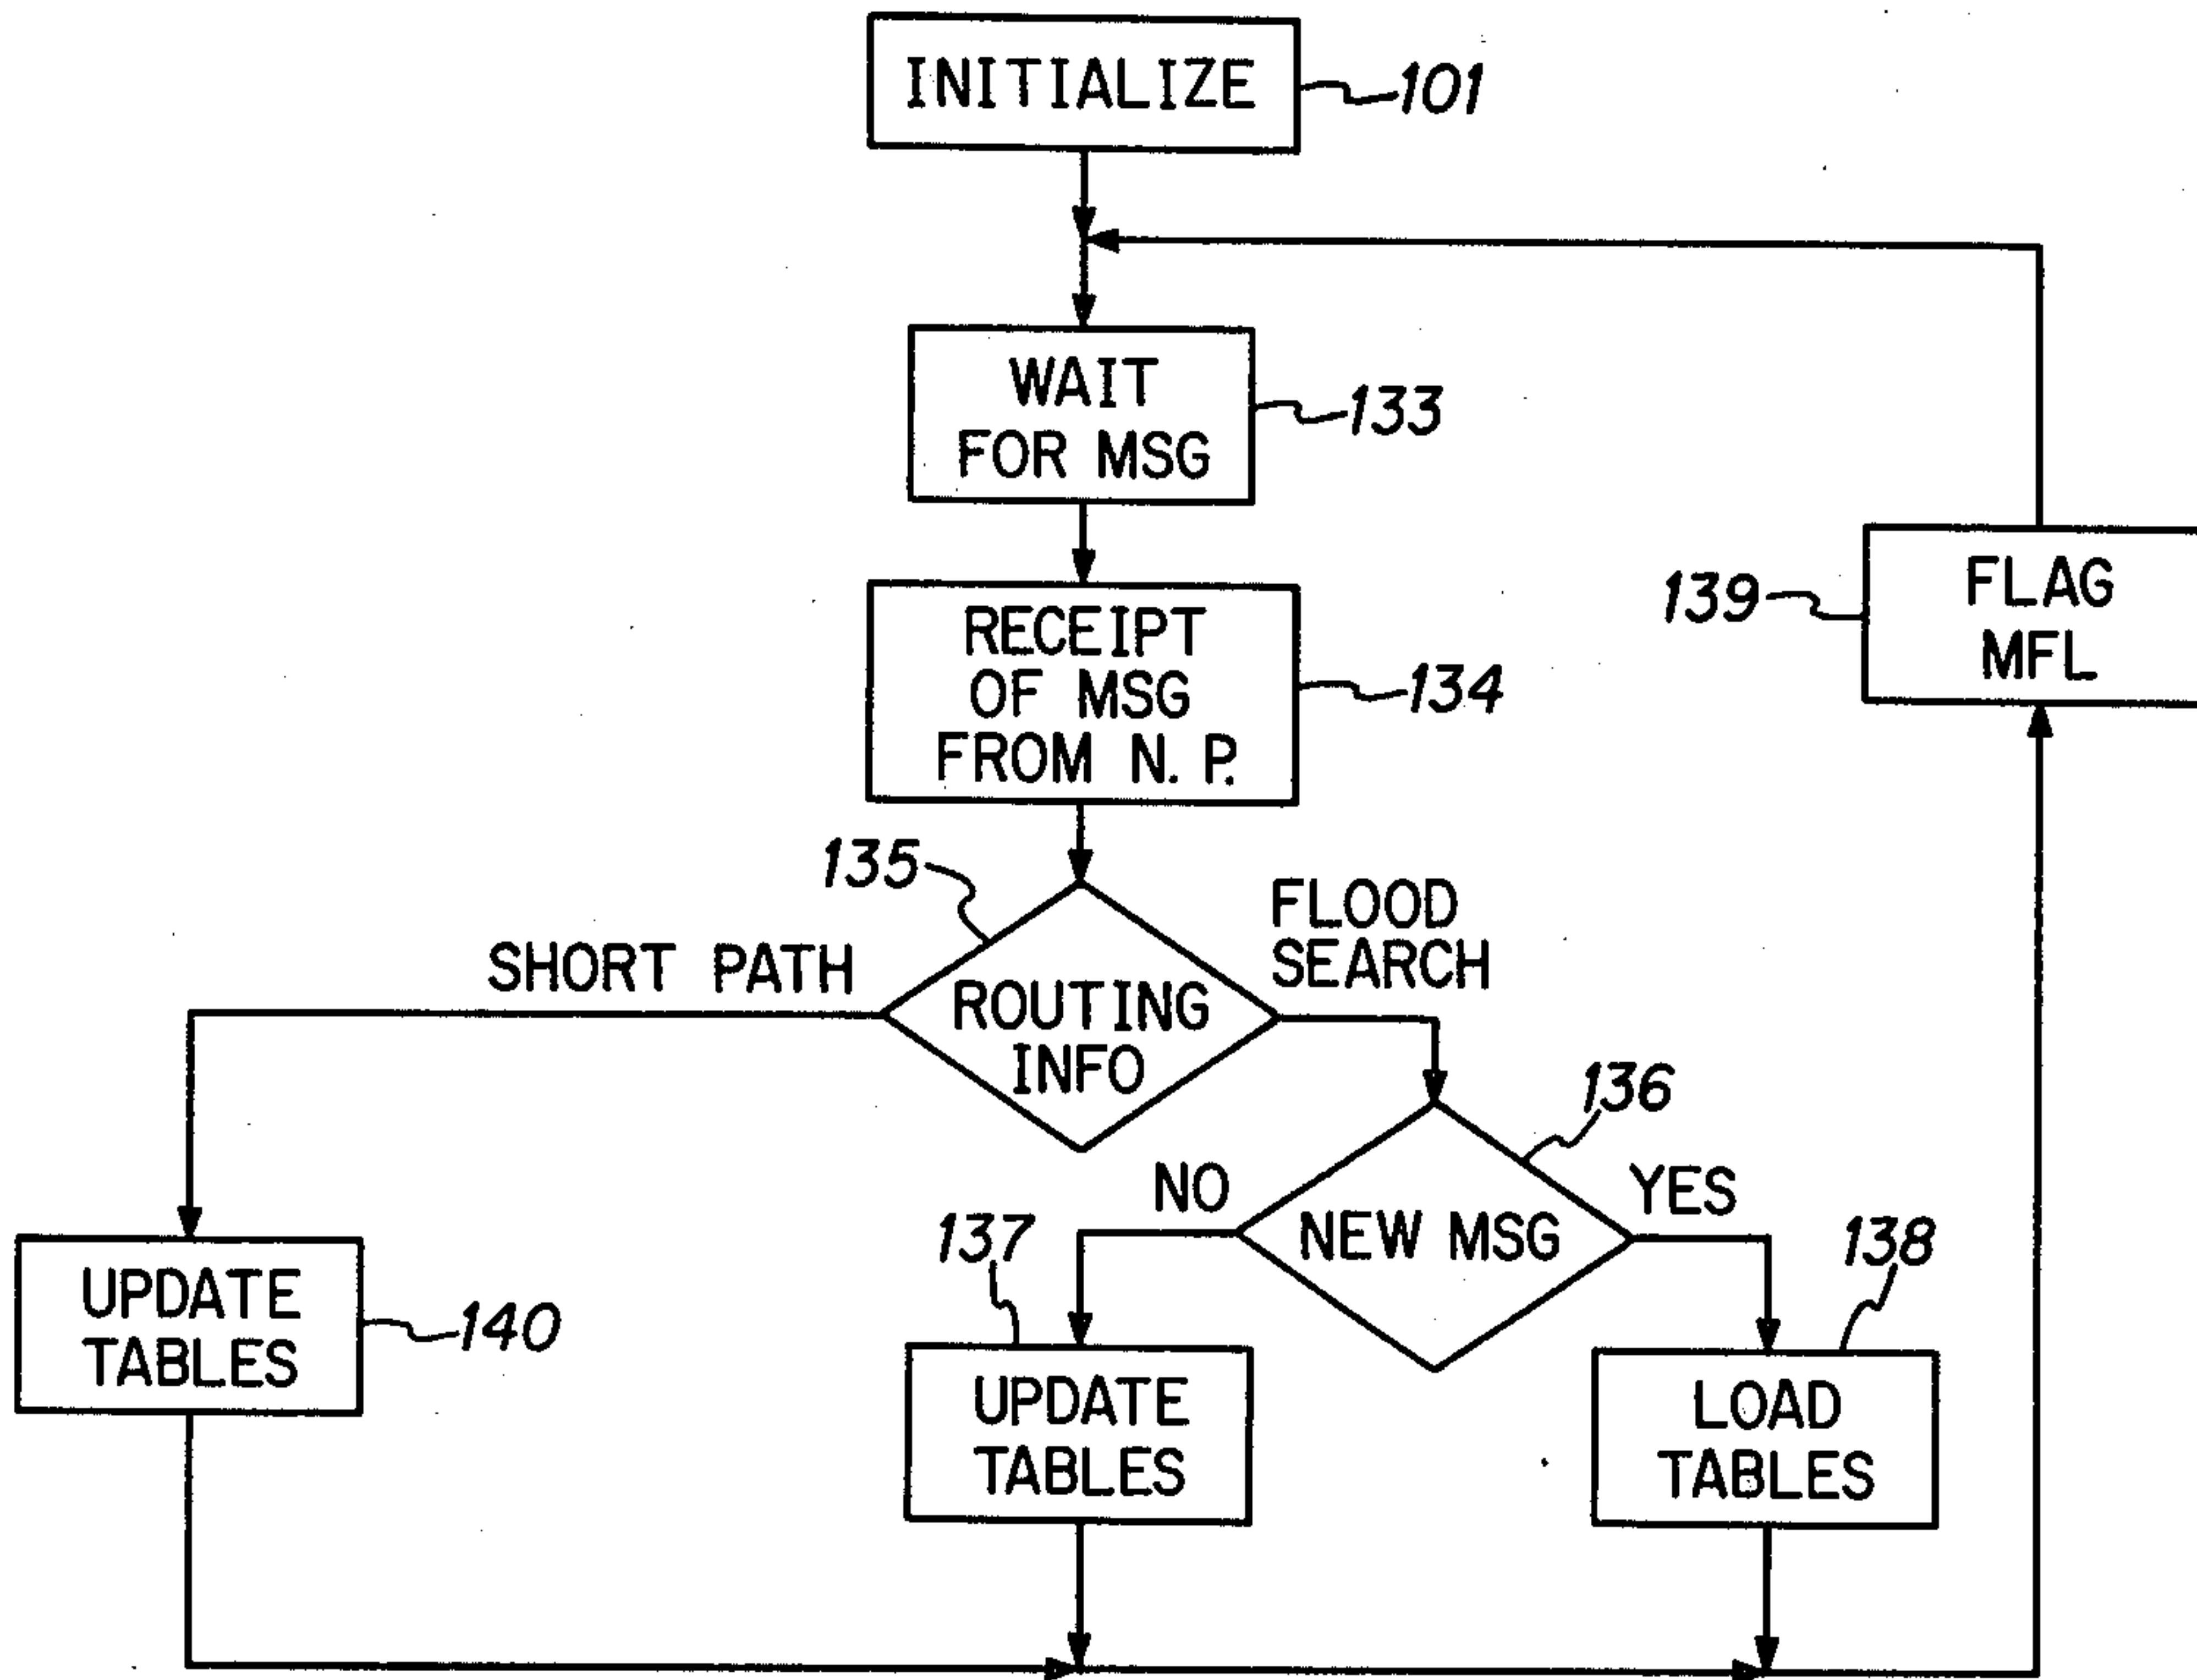 INITIALIZE
101
WAIT
FOR MSG
133
RECEIPT
OF MSG
FROM N. P.
134
FLAG
MFL
139
135
SHORT PATH
FLOOD
SEARCH
ROUTING
INFO
136
NO
NEW MSG
YES
137
138
UPDATE
TABLES
140
UPDATE
TABLES
LOAD
TABLES